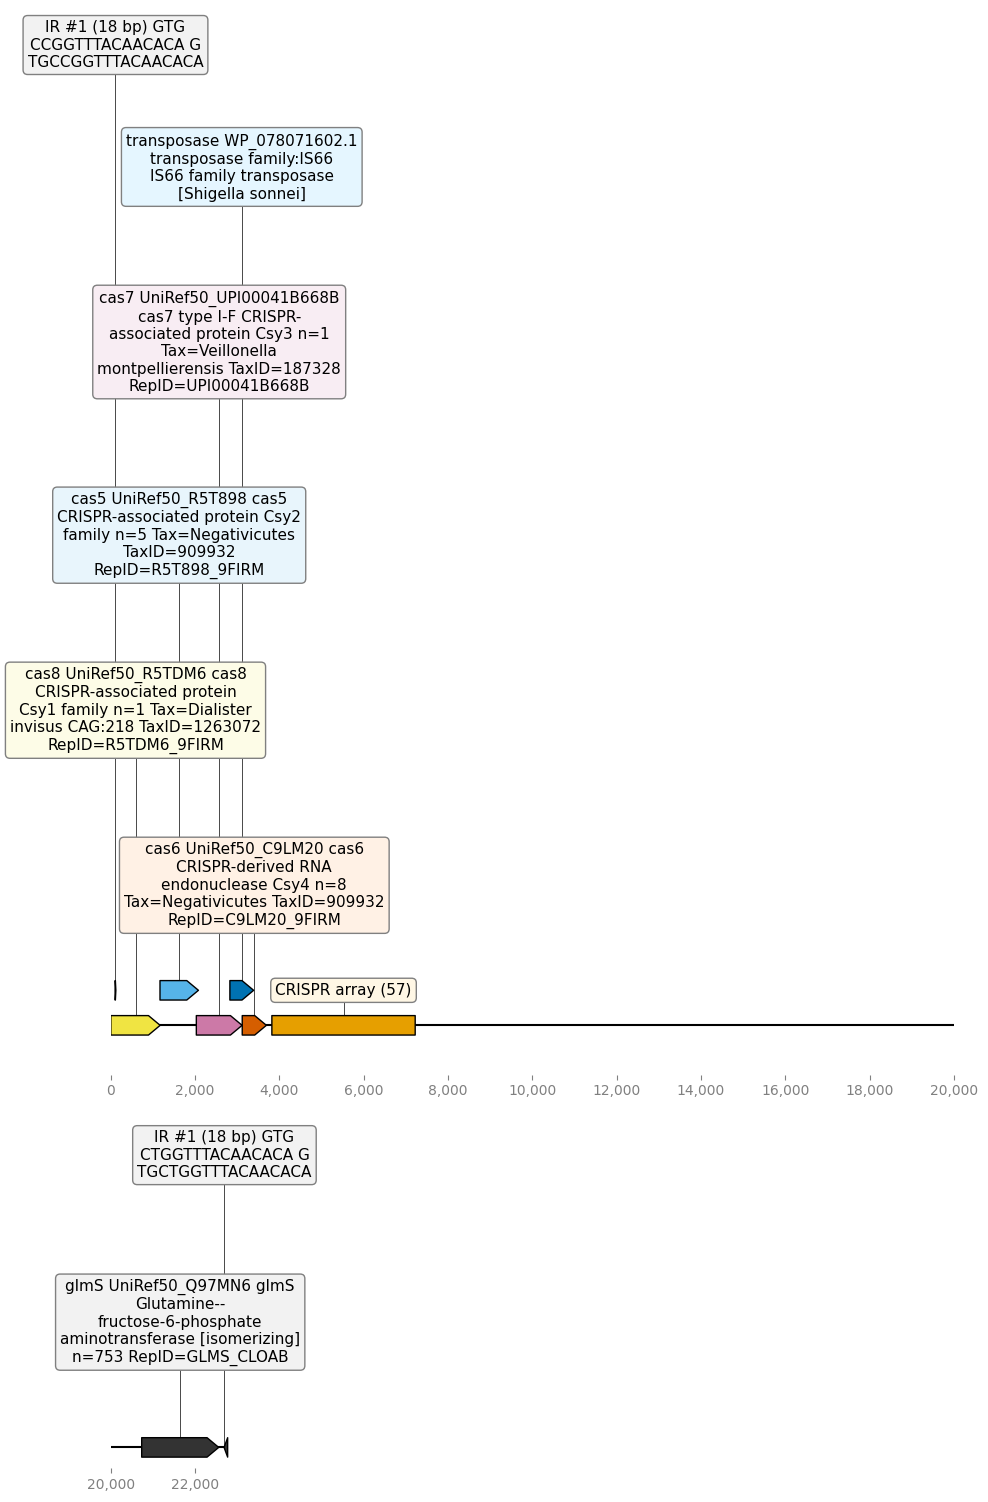 IR #1 (18 bp) GTG
CCGGTTTACAACACA G
TGCCGGTTTACAACACA
transposase WP_078071602.1
transposase family:IS66
IS66 family transposase
[Shigella sonnei]
cas7 UniRef50_UPI00041B668B
cas7 type I-F CRISPR-
associated protein Csy3 n=1
Tax=Veillonella
montpellierensis TaxID=187328
RepID=UPI00041B668B
cas5 UniRef50_R5T898 cas5
CRISPR-associated protein Csy2
family n=5 Tax=Negativicutes
TaxID=909932
RepID=R5T898_9FIRM
cas8 UniRef50_R5TDM6 cas8
CRISPR-associated protein
Csy1 family n=1 Tax=Dialister
invisus CAG:218 TaxID=1263072
RepID=R5TDM6_9FIRM
cas6 UniRef50_C9LM20 cas6
CRISPR-derived RNA
endonuclease Csy4 n=8
Tax=Negativicutes TaxID=909932
RepID=C9LM20_9FIRM
CRISPR array (57)
0 2,000 4,000 6,000 8,000 10,000 12,000 14,000 16,000 18,000 20,000
IR #1 (18 bp) GTG
CTGGTTTACAACACA G
TGCTGGTTTACAACACA
glmS UniRef50_Q97MN6 glmS
Glutamine--
fructose-6-phosphate
aminotransferase [isomerizing]
n=753 RepID=GLMS_CLOAB
20,000 22,000